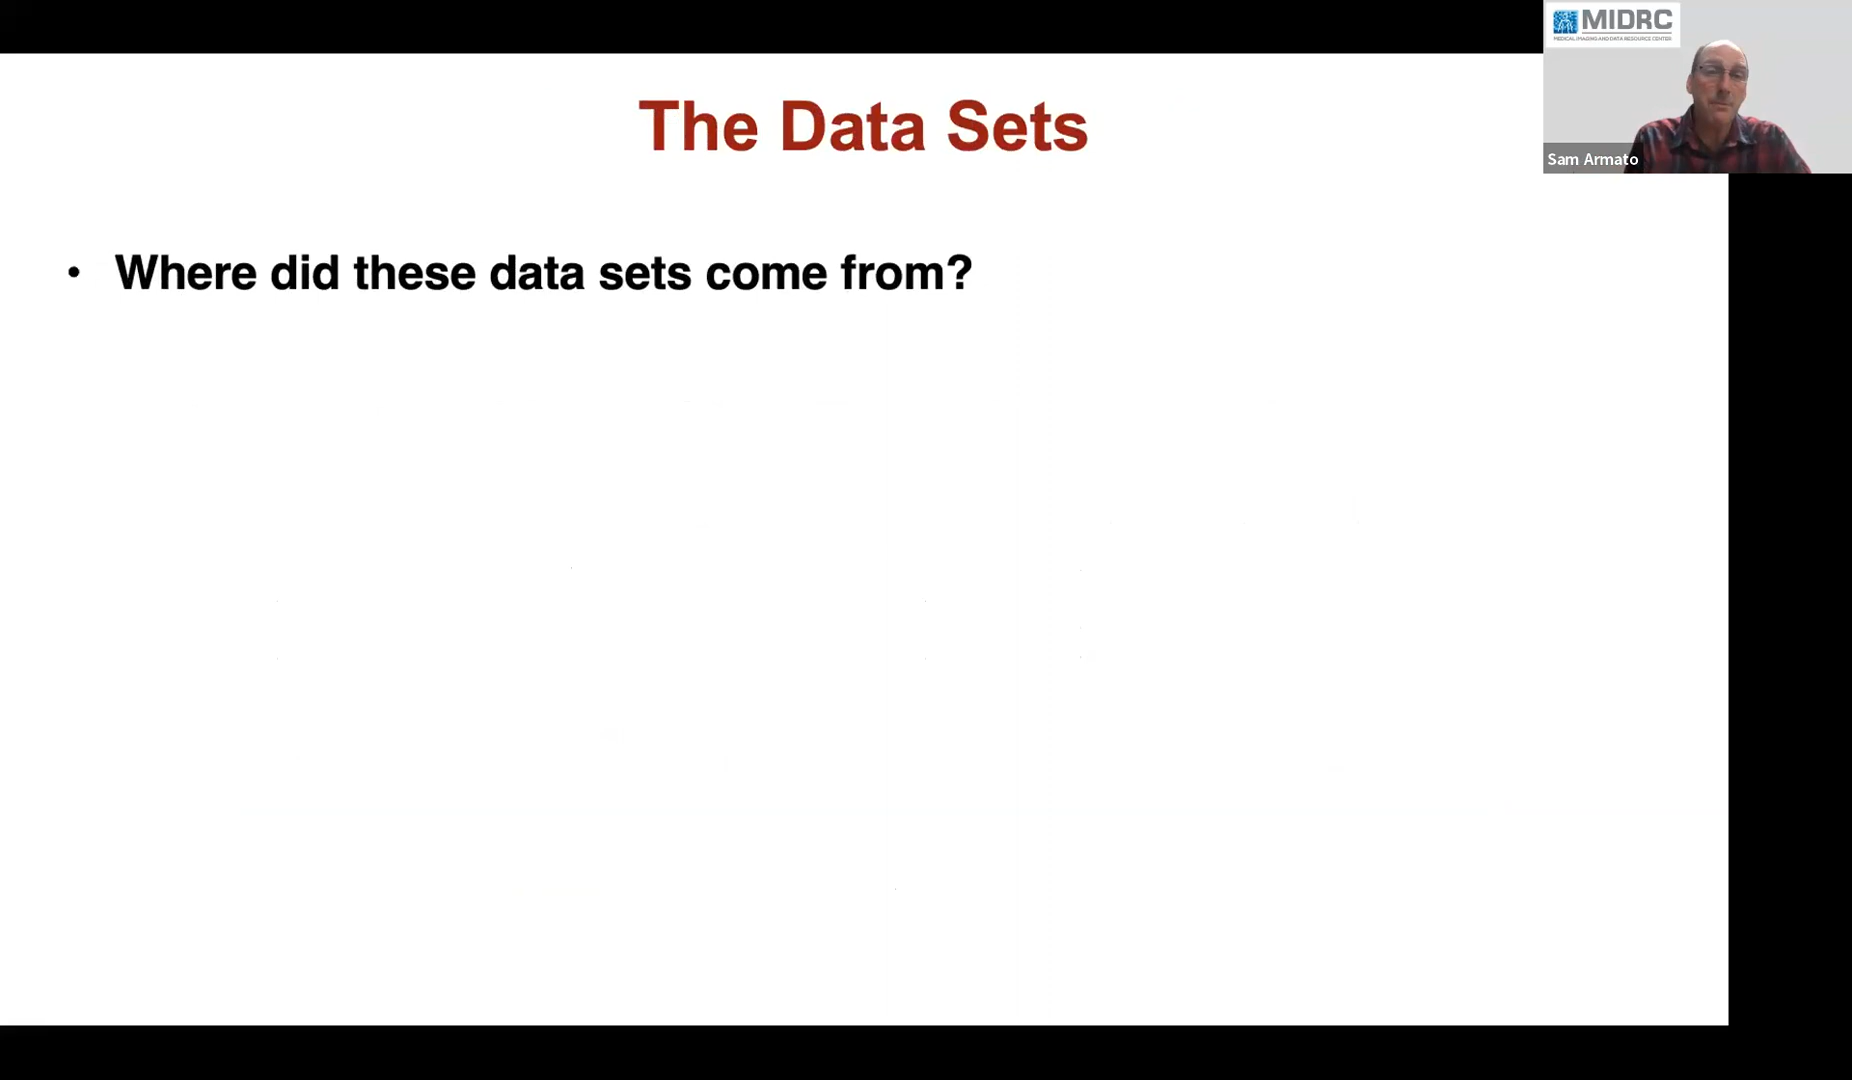 MIDRC
MEDICAL IMAGING AND DATA RESOURCE CENTER
The Data Sets
Sam Armato
• Where did these data sets come from?